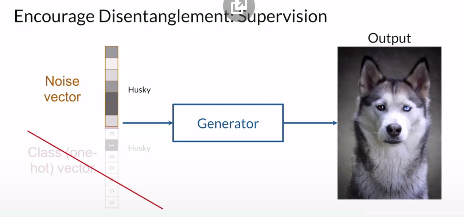 Encourage Disentanglement: Supervision
Output
Noise
vector
Husky
Generator
Class (one-
hot) vector
Husky